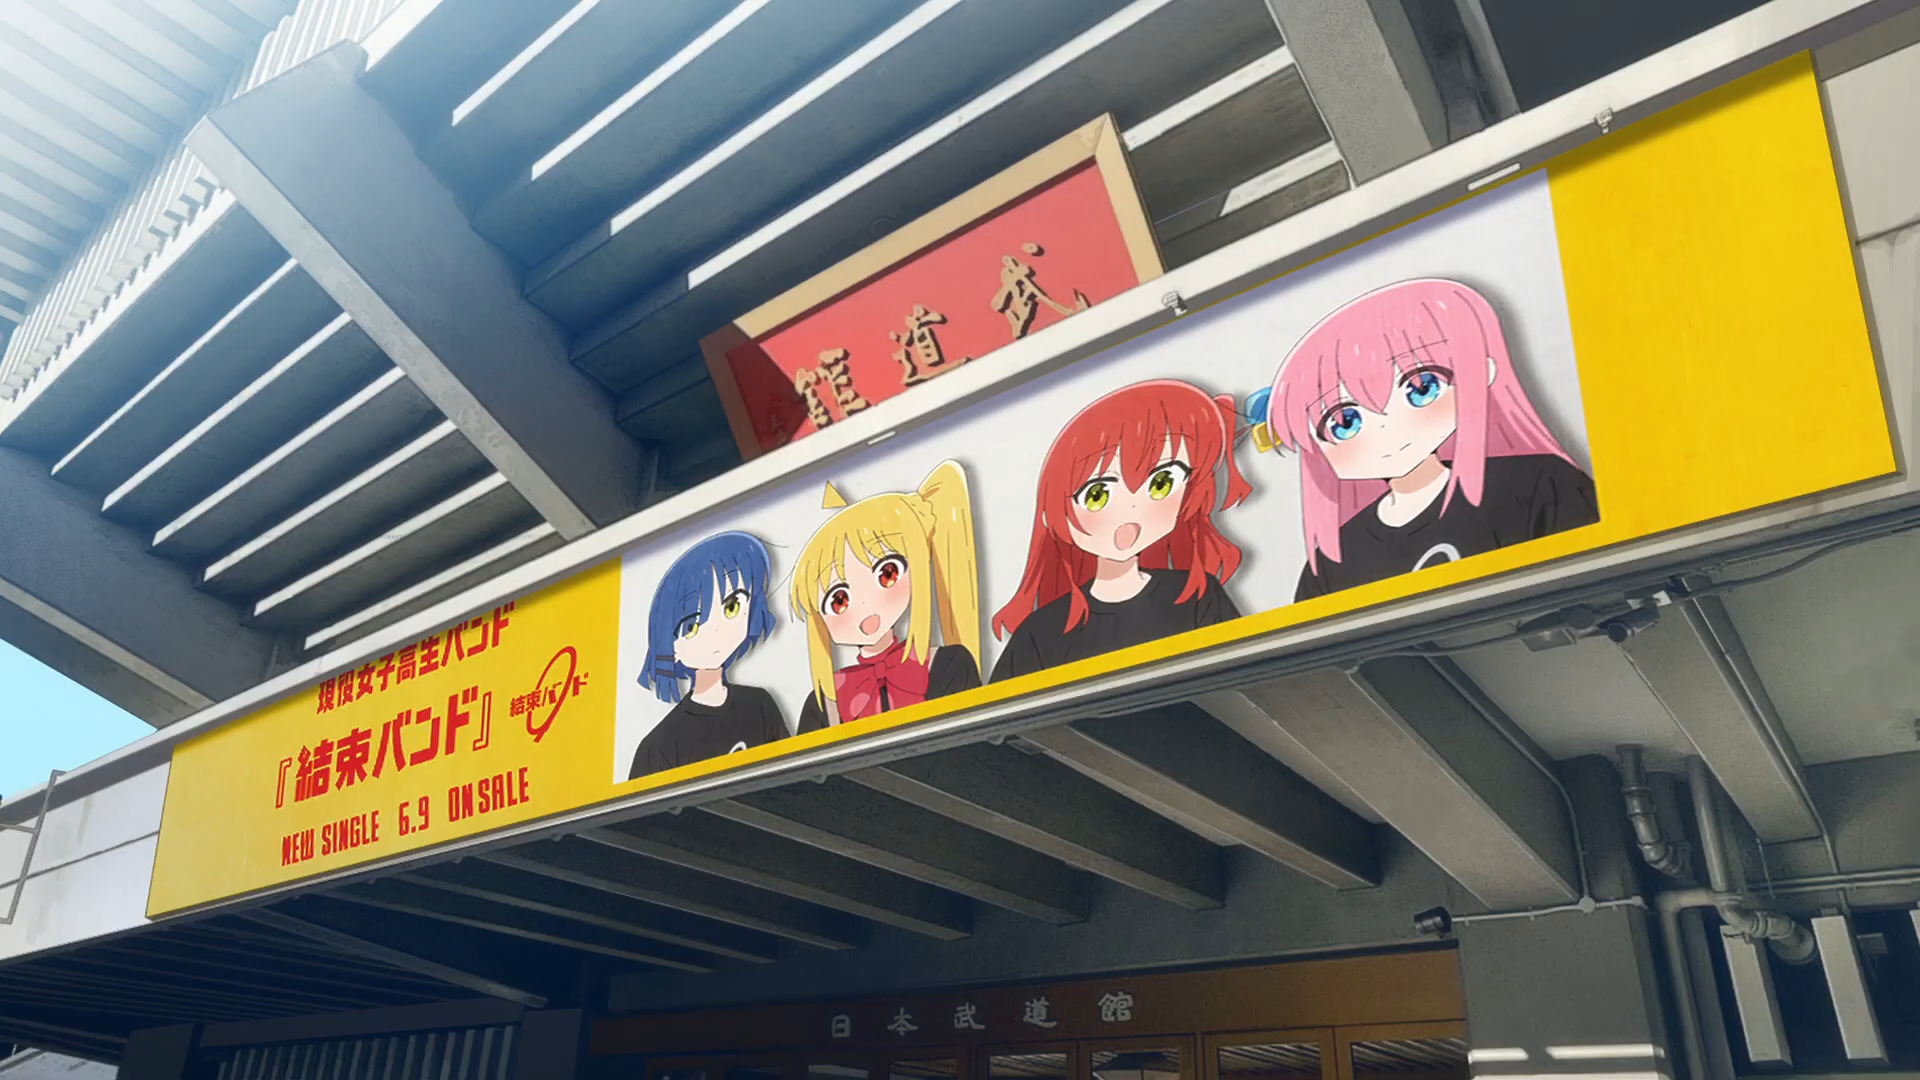 武道館
現役女子高生バンド
『結束バンド』
結束バンド
NEW SINGLE 6.9 ON SALE
日本武道館